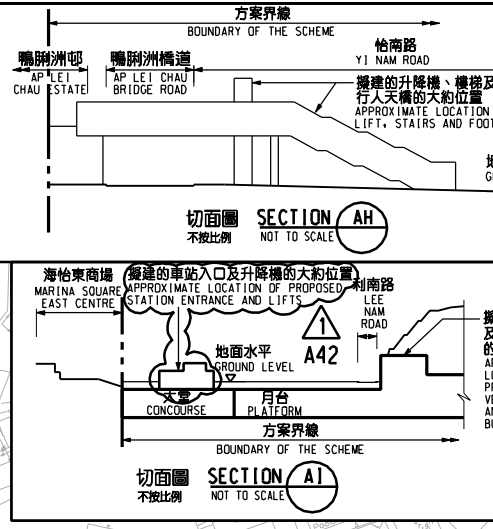 方案界線
BOUNDARY OF THE SCHEME
鴨脷洲邨
AP LEI
CHAU ESTATE
鴨脷洲橋道
AP LEI CHAU
BRIDGE ROAD
怡南路
YI NAM ROAD
擬建的升降機、樓梯及
行人天橋的大約位置
APPROXIMATE LOCATION
LIFT, STAIRS AND FOOT
切面圖 SECTION AH
不按比例 NOT TO SCALE
海怡東商場
MARINA SQUARE
EAST CENTRE
擬建的車站入口及升降機的大約位置
APPROXIMATE LOCATION OF PROPOSED
STATION ENTRANCE AND LIFTS
利南路
LEE
NAM
ROAD
1
A42
地面水平
GROUND LEVEL
大堂
CONCOURSE
月台
PLATFORM
方案界線
BOUNDARY OF THE SCHEME
切面圖 SECTION AI
不按比例 NOT TO SCALE